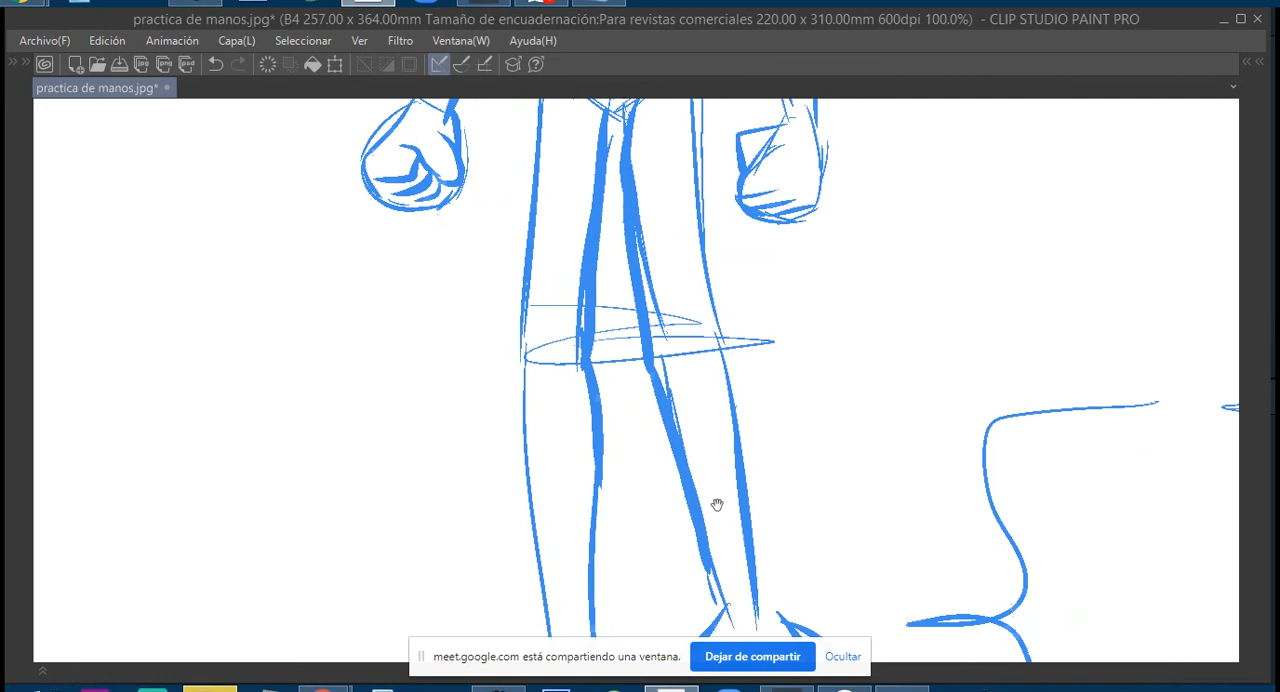 practica de manos.jpg* (B4 257.00 x 364.00mm Tamaño de encuadernación:Para revistas comerciales 220.00 x 310.00mm 600dpi 100.0%) - CLIP STUDIO PAINT PRO
Archivo(F) Edición Animación Capa(L) Seleccionar Ver Filtro Ventana(W) Ayuda(H)
practica de manos.jpg*
meet.google.com está compartiendo una ventana. Dejar de compartir Ocultar